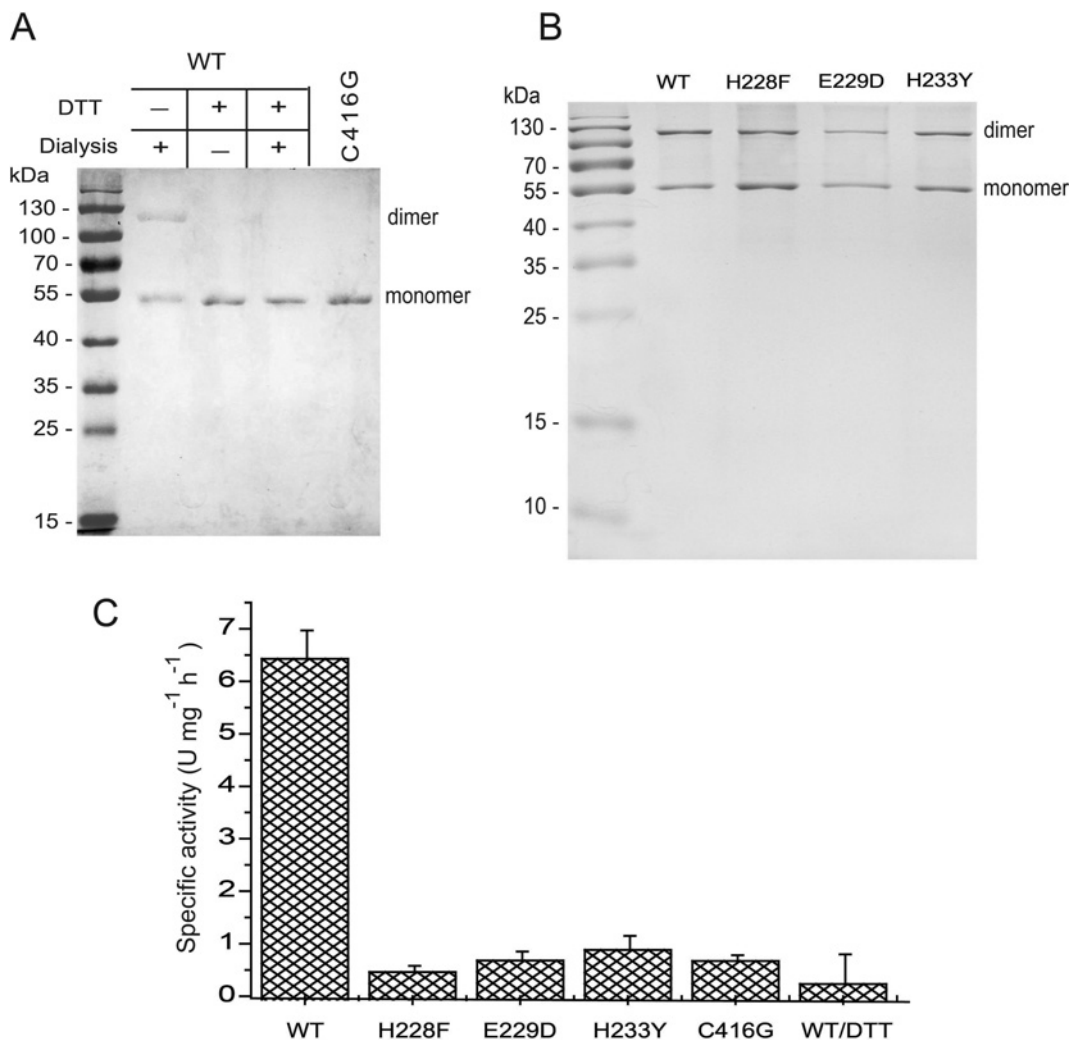 A
WT
DTT – + +
Dialysis + – +
C416G
kDa
130 -
100 -
70 -
55 -
40 -
35 -
25 -
15 -
dimer
monomer
B
WT H228F E229D H233Y
kDa
130 -
70 -
55 -
40 -
35 -
25 -
15 -
10 -
dimer
monomer
C
Specific activity (U mg⁻¹ h⁻¹)
7
6
5
4
3
2
1
0
WT H228F E229D H233Y C416G WT/DTT